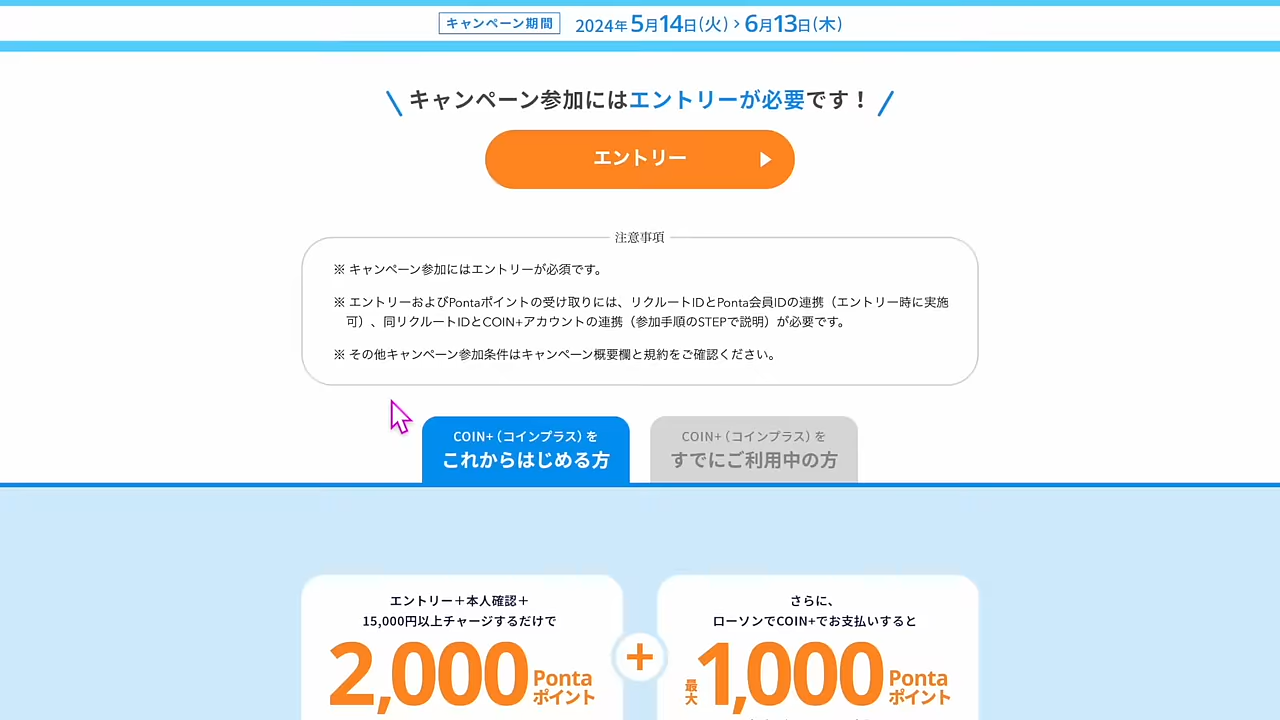 キャンペーン期間 2024年5月14日(火)›6月13日(木)
キャンペーン参加にはエントリーが必要です！
エントリー
注意事項
※ キャンペーン参加にはエントリーが必須です。
※ エントリーおよびPontaポイントの受け取りには、リクルートIDとPonta会員IDの連携（エントリー時に実施
可）、同リクルートIDとCOIN+アカウントの連携（参加手順のSTEPで説明）が必要です。
※ その他キャンペーン参加条件はキャンペーン概要欄と規約をご確認ください。
COIN+（コインプラス）を
これからはじめる方
COIN+（コインプラス）を
すでにご利用中の方
エントリー＋本人確認＋
15,000円以上チャージするだけで
2,000 Ponta
ポイント
+
さらに、
ローソンでCOIN+でお支払いすると
最大 1,000 Ponta
ポイント